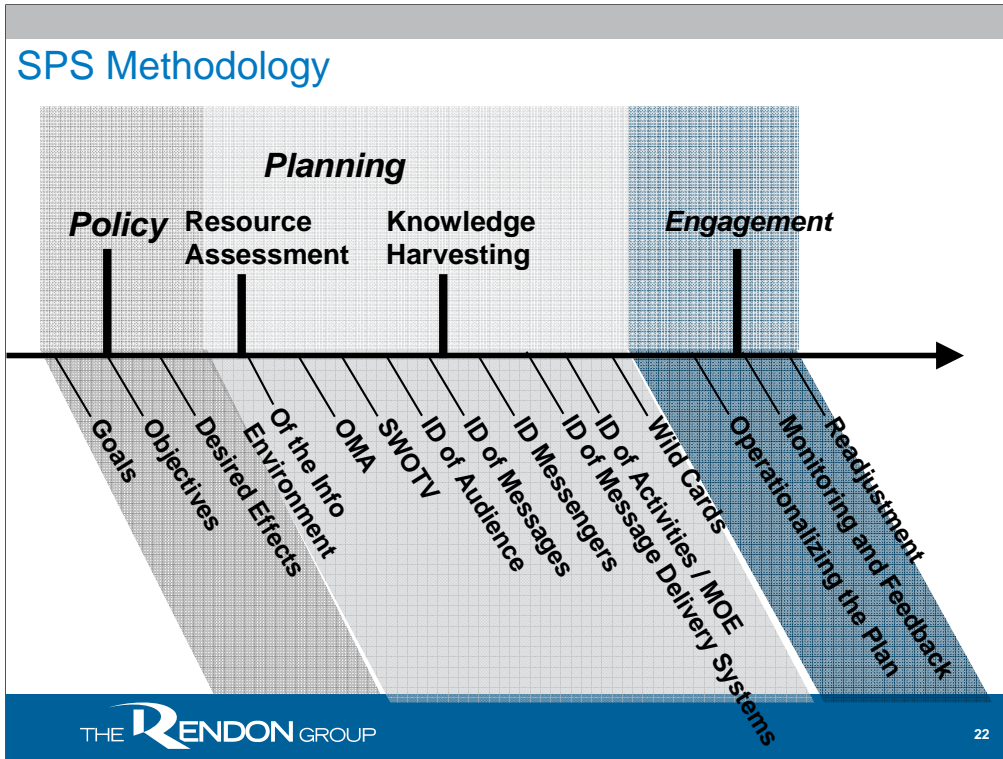 SPS Methodology
Planning
Policy
Resource
Assessment
Knowledge
Harvesting
Engagement
Goals
Objectives
Desired Effects
Of the Info
Environment
OMA
SWOTV
ID of Audience
ID of Messages
ID Messengers
ID of Message Delivery Systems
ID of Activities / MOE
Wild Cards
Operationalizing the Plan
Monitoring and Feedback
Readjustment
THE RENDON GROUP
22